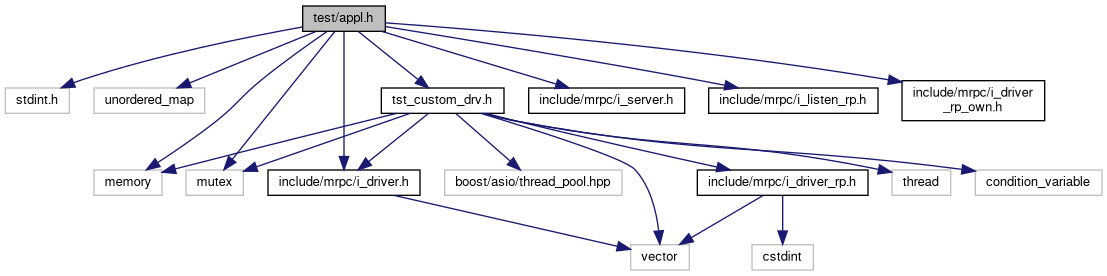 test/appl.h
stdint.h
unordered_map
tst_custom_drv.h
include/mrpc/i_server.h
include/mrpc/i_listen_rp.h
include/mrpc/i_driver
_rp_own.h
memory
mutex
include/mrpc/i_driver.h
boost/asio/thread_pool.hpp
include/mrpc/i_driver_rp.h
thread
condition_variable
vector
cstdint